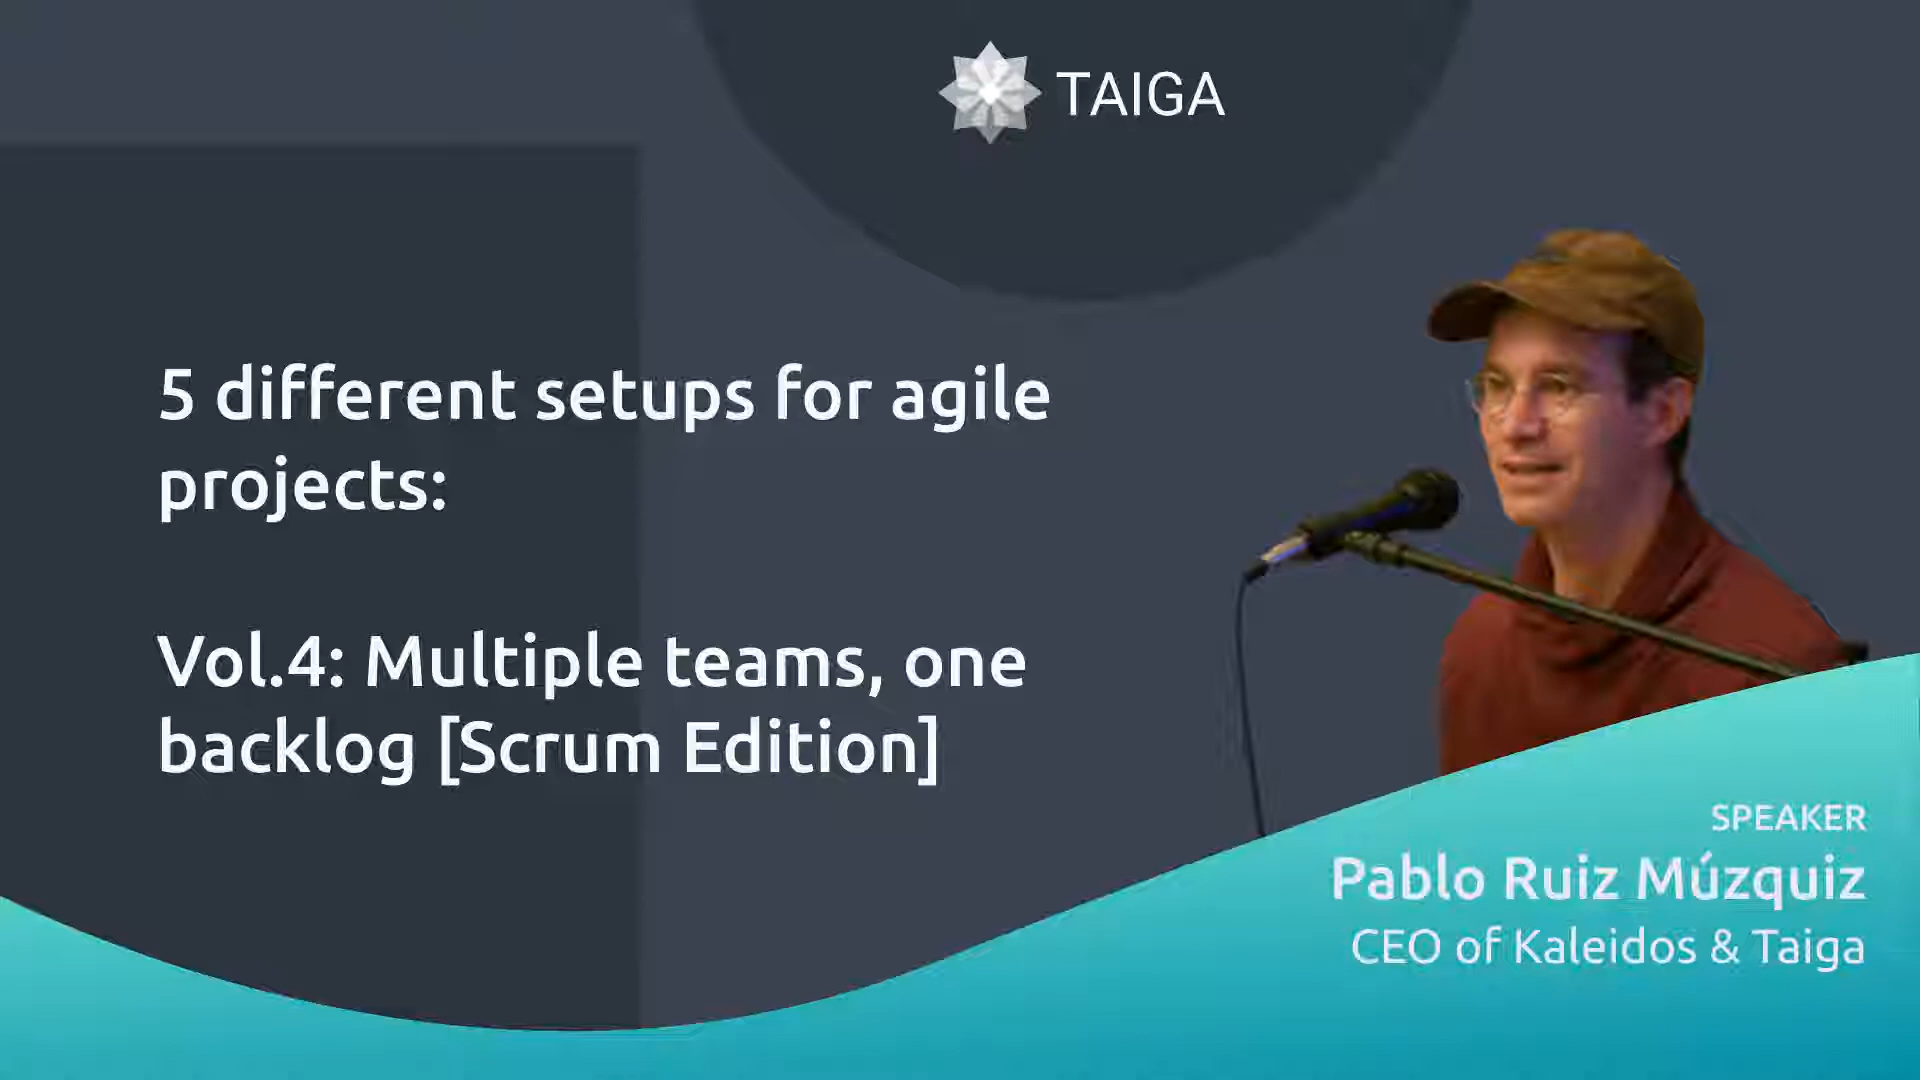 TAIGA
5 different setups for agile
projects:
Vol.4: Multiple teams, one
backlog [Scrum Edition]
SPEAKER
Pablo Ruiz Múzquiz
CEO of Kaleidos & Taiga